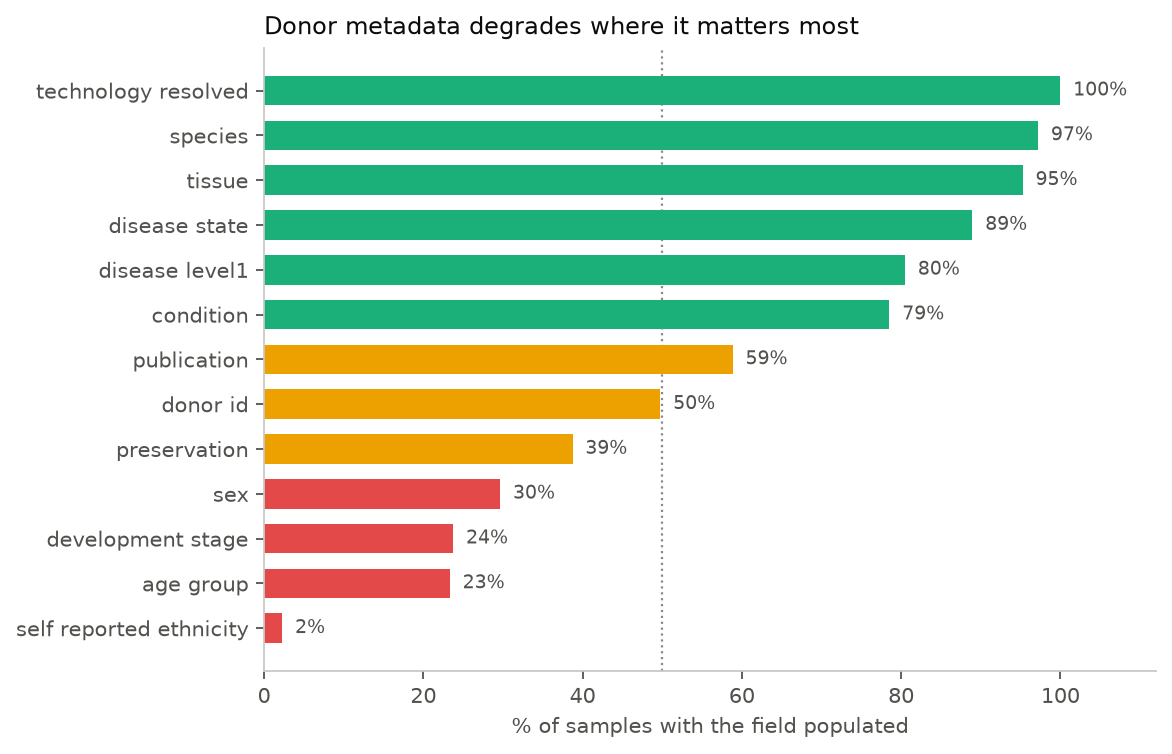 Donor metadata degrades where it matters most
technology resolved 100%
species 97%
tissue 95%
disease state 89%
disease level1 80%
condition 79%
publication 59%
donor id 50%
preservation 39%
sex 30%
development stage 24%
age group 23%
self reported ethnicity 2%
0 20 40 60 80 100
% of samples with the field populated